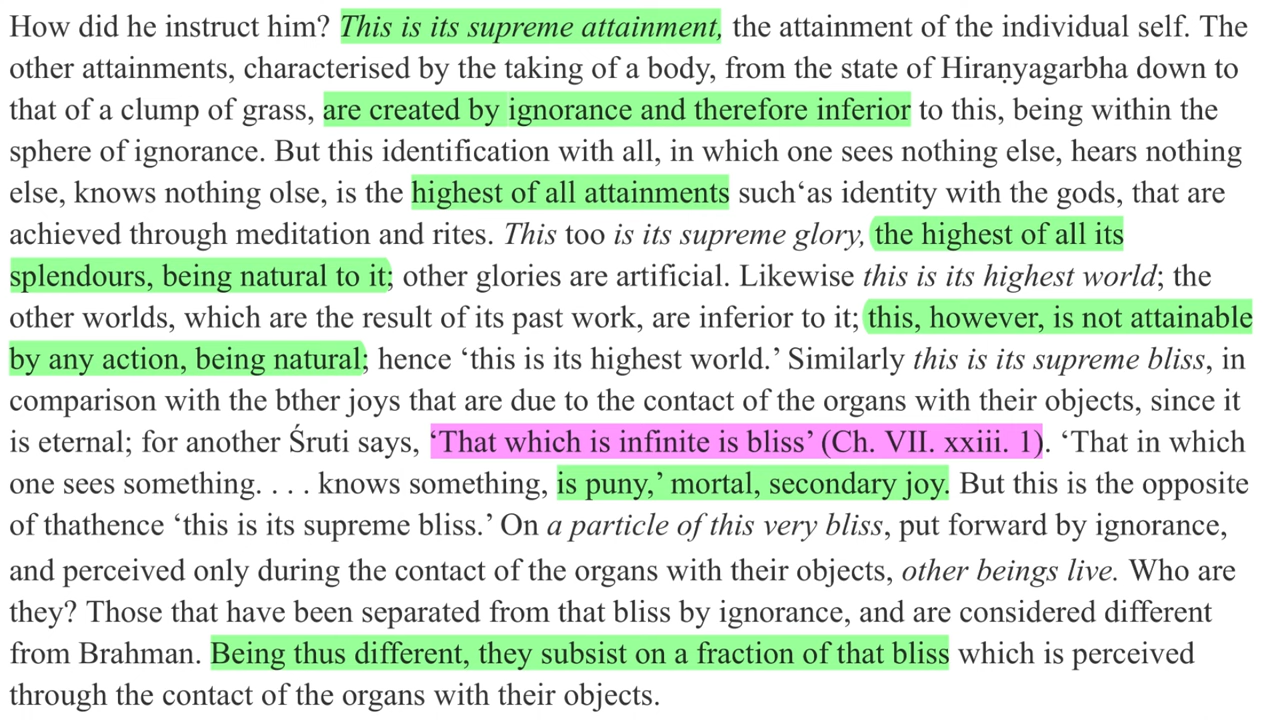 How did he instruct him? This is its supreme attainment, the attainment of the individual self. The
other attainments, characterised by the taking of a body, from the state of Hiraṇyagarbha down to
that of a clump of grass, are created by ignorance and therefore inferior to this, being within the
sphere of ignorance. But this identification with all, in which one sees nothing else, hears nothing
else, knows nothing olse, is the highest of all attainments such‘as identity with the gods, that are
achieved through meditation and rites. This too is its supreme glory, the highest of all its
splendours, being natural to it; other glories are artificial. Likewise this is its highest world; the
other worlds, which are the result of its past work, are inferior to it; this, however, is not attainable
by any action, being natural; hence ‘this is its highest world.’ Similarly this is its supreme bliss, in
comparison with the bther joys that are due to the contact of the organs with their objects, since it
is eternal; for another Śruti says, ‘That which is infinite is bliss’ (Ch. VII. xxiii. 1). ‘That in which
one sees something. . . . knows something, is puny,’ mortal, secondary joy. But this is the opposite
of thathence ‘this is its supreme bliss.’ On a particle of this very bliss, put forward by ignorance,
and perceived only during the contact of the organs with their objects, other beings live. Who are
they? Those that have been separated from that bliss by ignorance, and are considered different
from Brahman. Being thus different, they subsist on a fraction of that bliss which is perceived
through the contact of the organs with their objects.